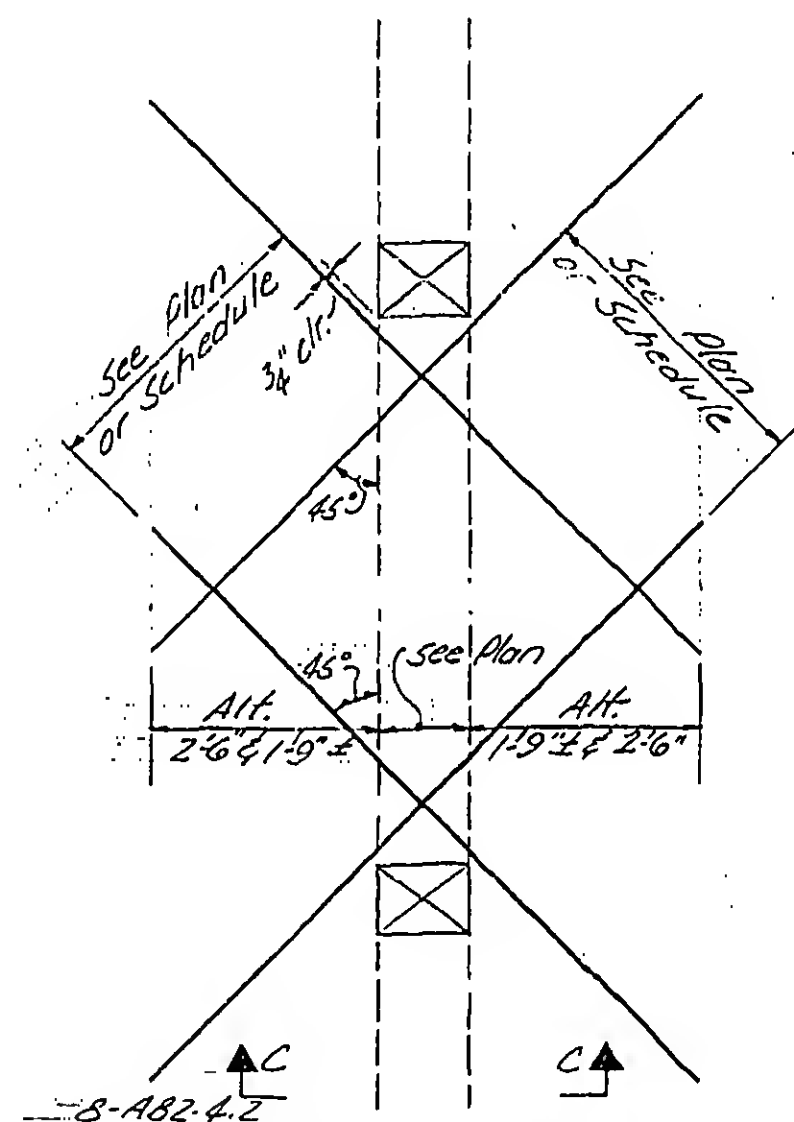 See Plan
or Schedule
3/4" clr.
See Plan
or Schedule
45°
45°
see Plan
Alt.
2'-6" & 1'-9" ±
Alt.
1'-9" ± & 2'-6"
C
C
8-A82-4.2